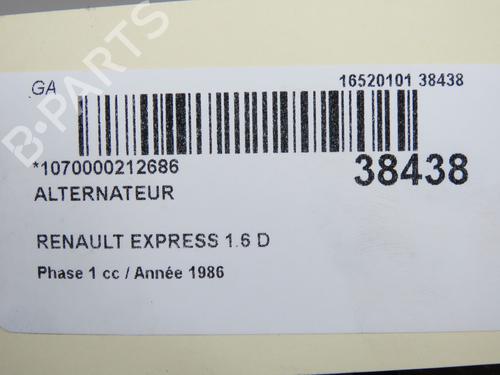 GA
16520101 38438
*1070000212686
38438
ALTERNATEUR
RENAULT EXPRESS 1.6 D
Phase 1 cc / Année 1986
B-PARTS